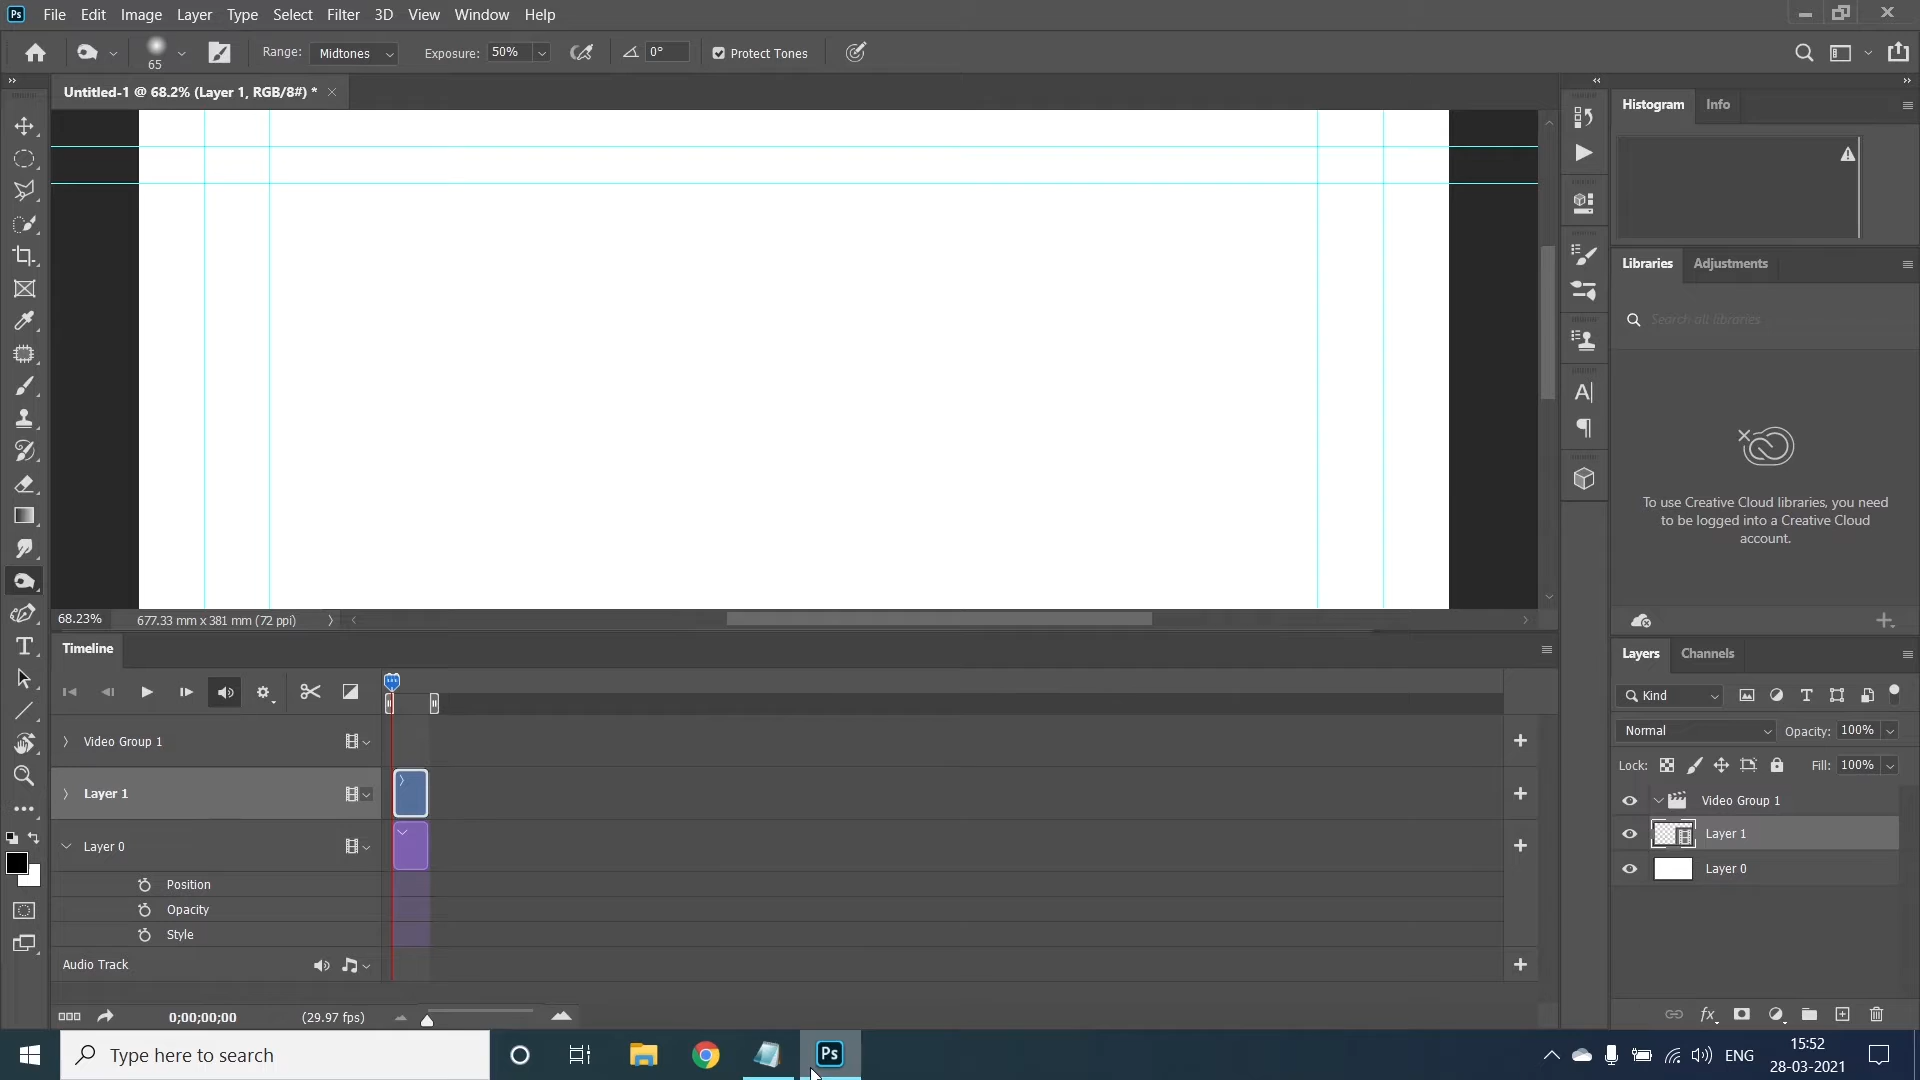 Ps File Edit Image Layer Type Select Filter 3D View Window Help
65 Range: Midtones Exposure: 50% 0° Protect Tones
Untitled-1 @ 68.2% (Layer 1, RGB/8#) *
Histogram Info
Libraries Adjustments
Search all libraries
To use Creative Cloud libraries, you need
to be logged into a Creative Cloud
account.
68.23% 677.33 mm x 381 mm (72 ppi)
Timeline
Video Group 1
Layer 1
Layer 0
Position
Opacity
Style
Audio Track
0;00;00;00 (29.97 fps)
Layers Channels
Kind
Normal Opacity: 100%
Lock: Fill: 100%
Video Group 1
Layer 1
Layer 0
fx
Type here to search
Ps
ENG
15:52
28-03-2021